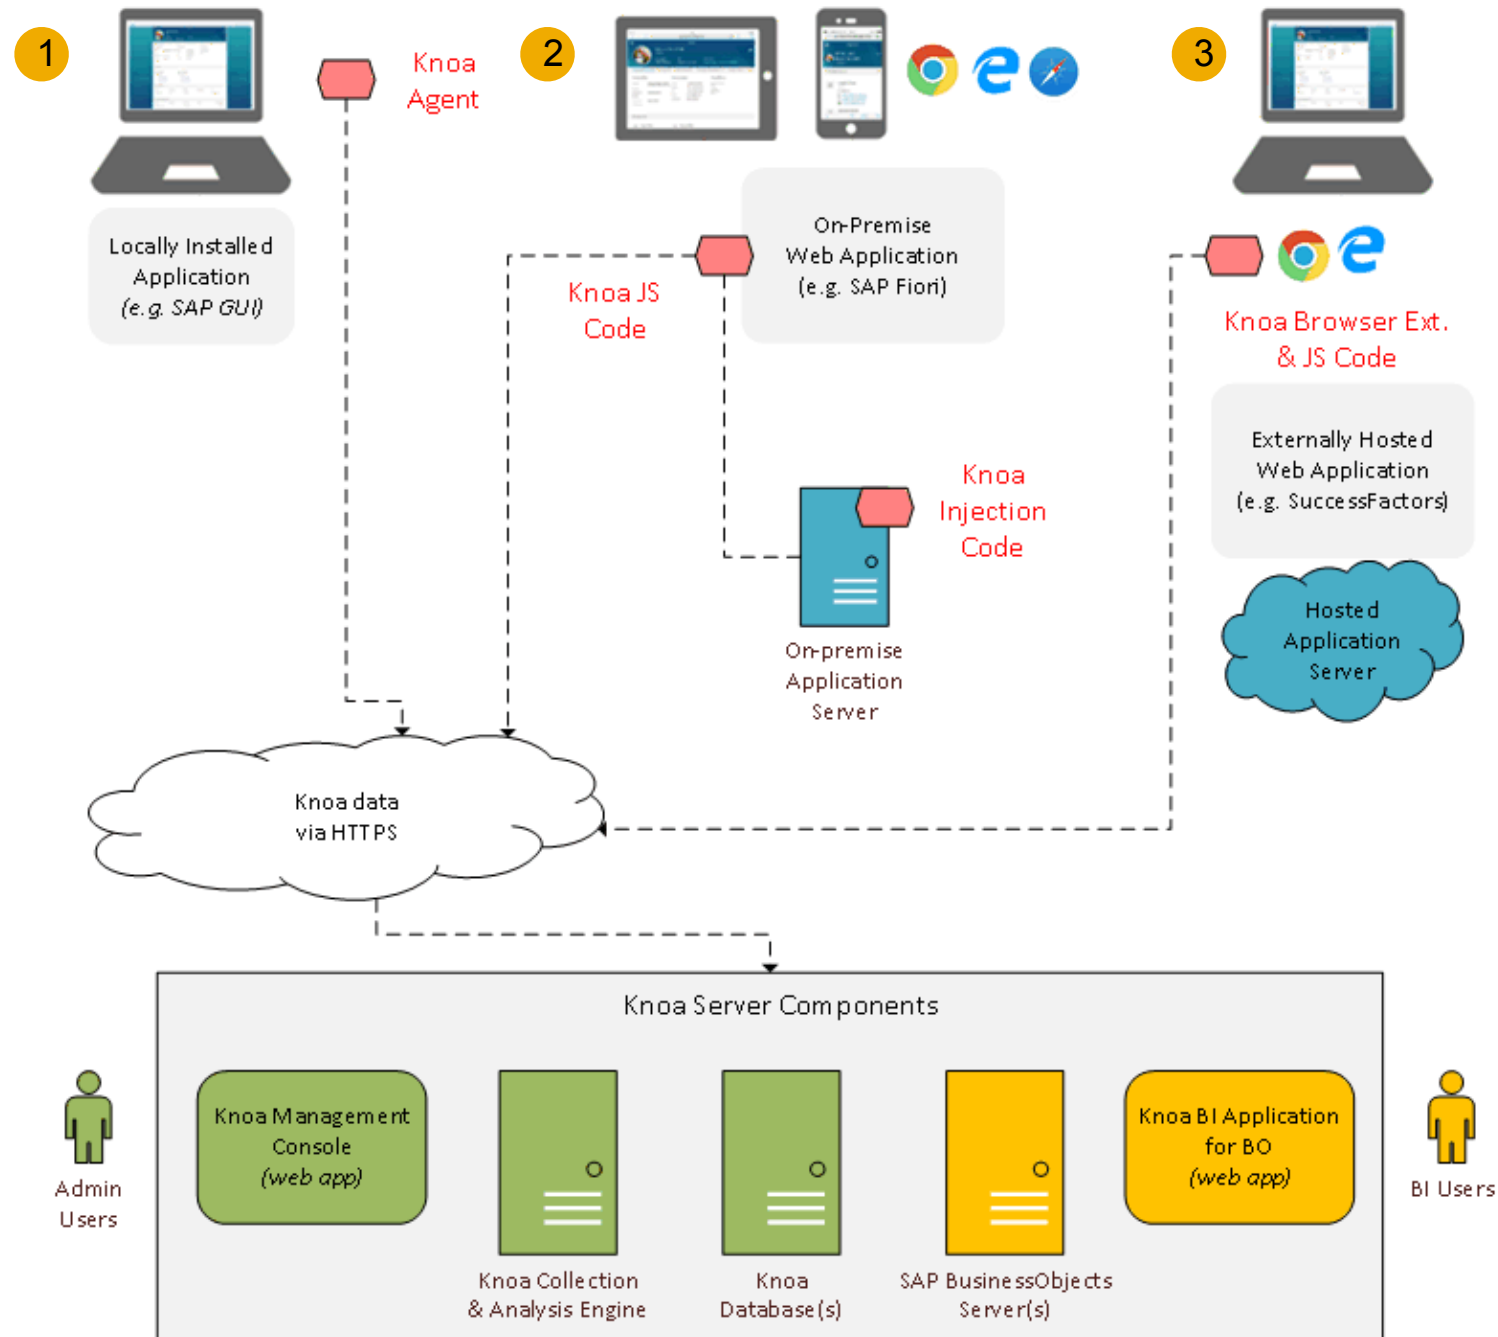 1
Knoa
Agent
2
3
Locally Installed
Application
(e.g. SAP GUI)
Knoa JS
Code
On-Premise
Web Application
(e.g. SAP Fiori)
Knoa Browser Ext.
& JS Code
Externally Hosted
Web Application
(e.g. SuccessFactors)
Knoa
Injection
Code
On-premise
Application
Server
Hosted
Application
Server
Knoa data
via HTTPS
Knoa Server Components
Admin
Users
Knoa Management
Console
(web app)
Knoa Collection
& Analysis Engine
Knoa
Database(s)
SAP BusinessObjects
Server(s)
Knoa BI Application
for BO
(web app)
BI Users